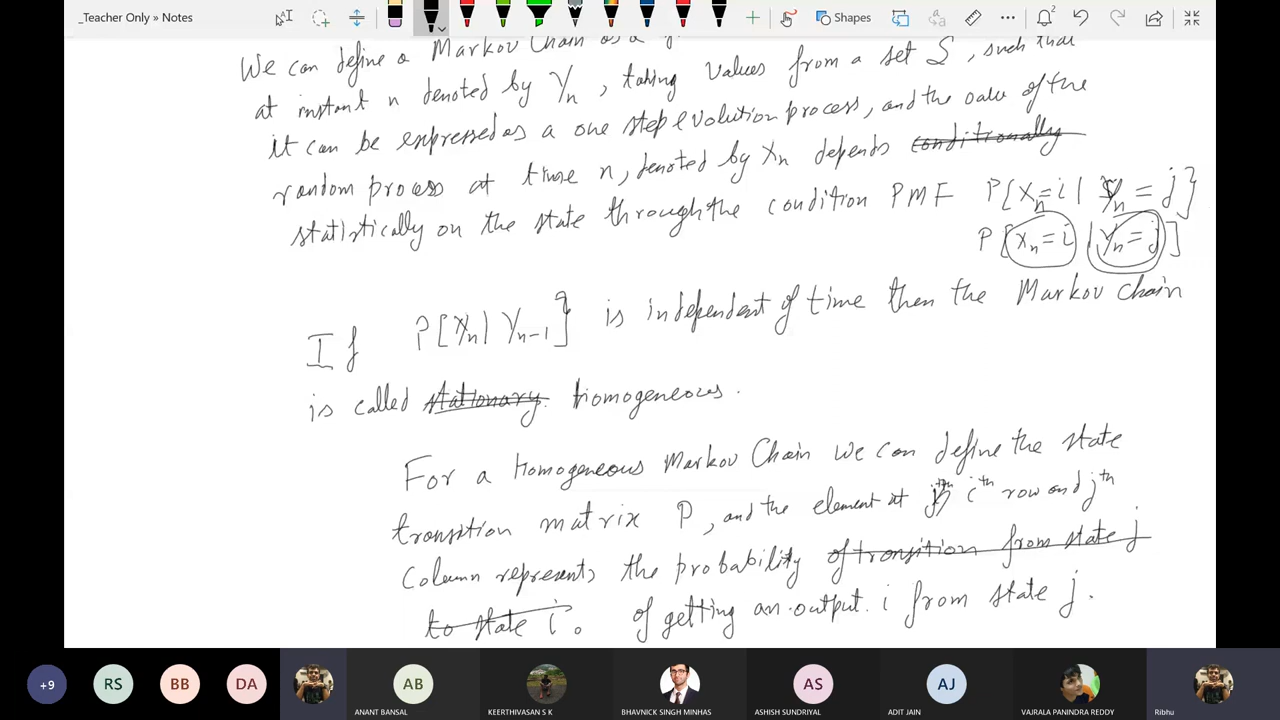 _Teacher Only » Notes
Shapes
We can define a Markov Chain as a
at instant n denoted by Yn, taking values from a set S, such that
it can be expressed as a one step evolution process, and the value of the
random process at time n, denoted by Xn depends conditionally
statistically on the state through the condition PMF P[Xn=i | Yn = j}
P[Xn=i | Yn=j]
If P[Yn | Yn-1} is independent of time then the Markov Chain
is called stationary. homogeneous.
For a Homogeneous Markov Chain we can define the state
transition matrix P, and the element at ith row and jth
Column represents the probability of transition from state j
to state i. of getting an output i from state j.
+9
RS
BB
DA
AB
AS
AJ
ANANT BANSAL
KEERTHIVASAN S K
BHAVNICK SINGH MINHAS
ASHISH SUNDRIYAL
ADIT JAIN
VAJRALA PANINDRA REDDY
Ribhu